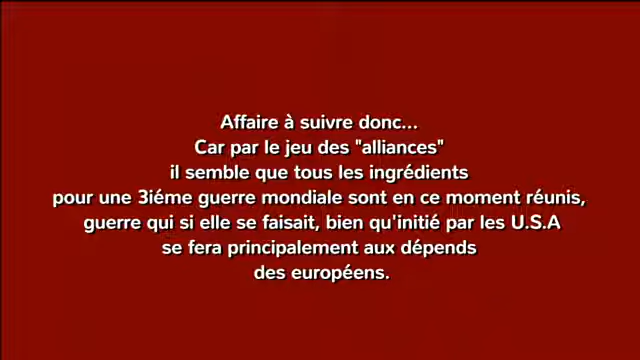 Affaire à suivre donc...
Car par le jeu des "alliances"
il semble que tous les ingrédients
pour une 3iéme guerre mondiale sont en ce moment réunis,
guerre qui si elle se faisait, bien qu'initié par les U.S.A
se fera principalement aux dépends
des européens.